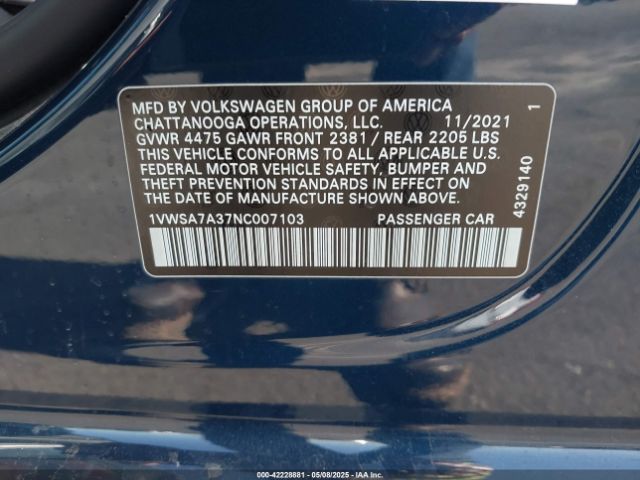 MFD BY VOLKSWAGEN GROUP OF AMERICA
CHATTANOOGA OPERATIONS, LLC. 11/2021 1
GVWR 4475 GAWR FRONT 2381 / REAR 2205 LBS
THIS VEHICLE CONFORMS TO ALL APPLICABLE U.S.
FEDERAL MOTOR VEHICLE SAFETY, BUMPER AND
THEFT PREVENTION STANDARDS IN EFFECT ON
THE DATE OF MANUFACTURE SHOWN ABOVE.
1VWSA7A37NC007103 PASSENGER CAR
4329140
000-42228881 - 05/08/2025 - IAAI, Inc.